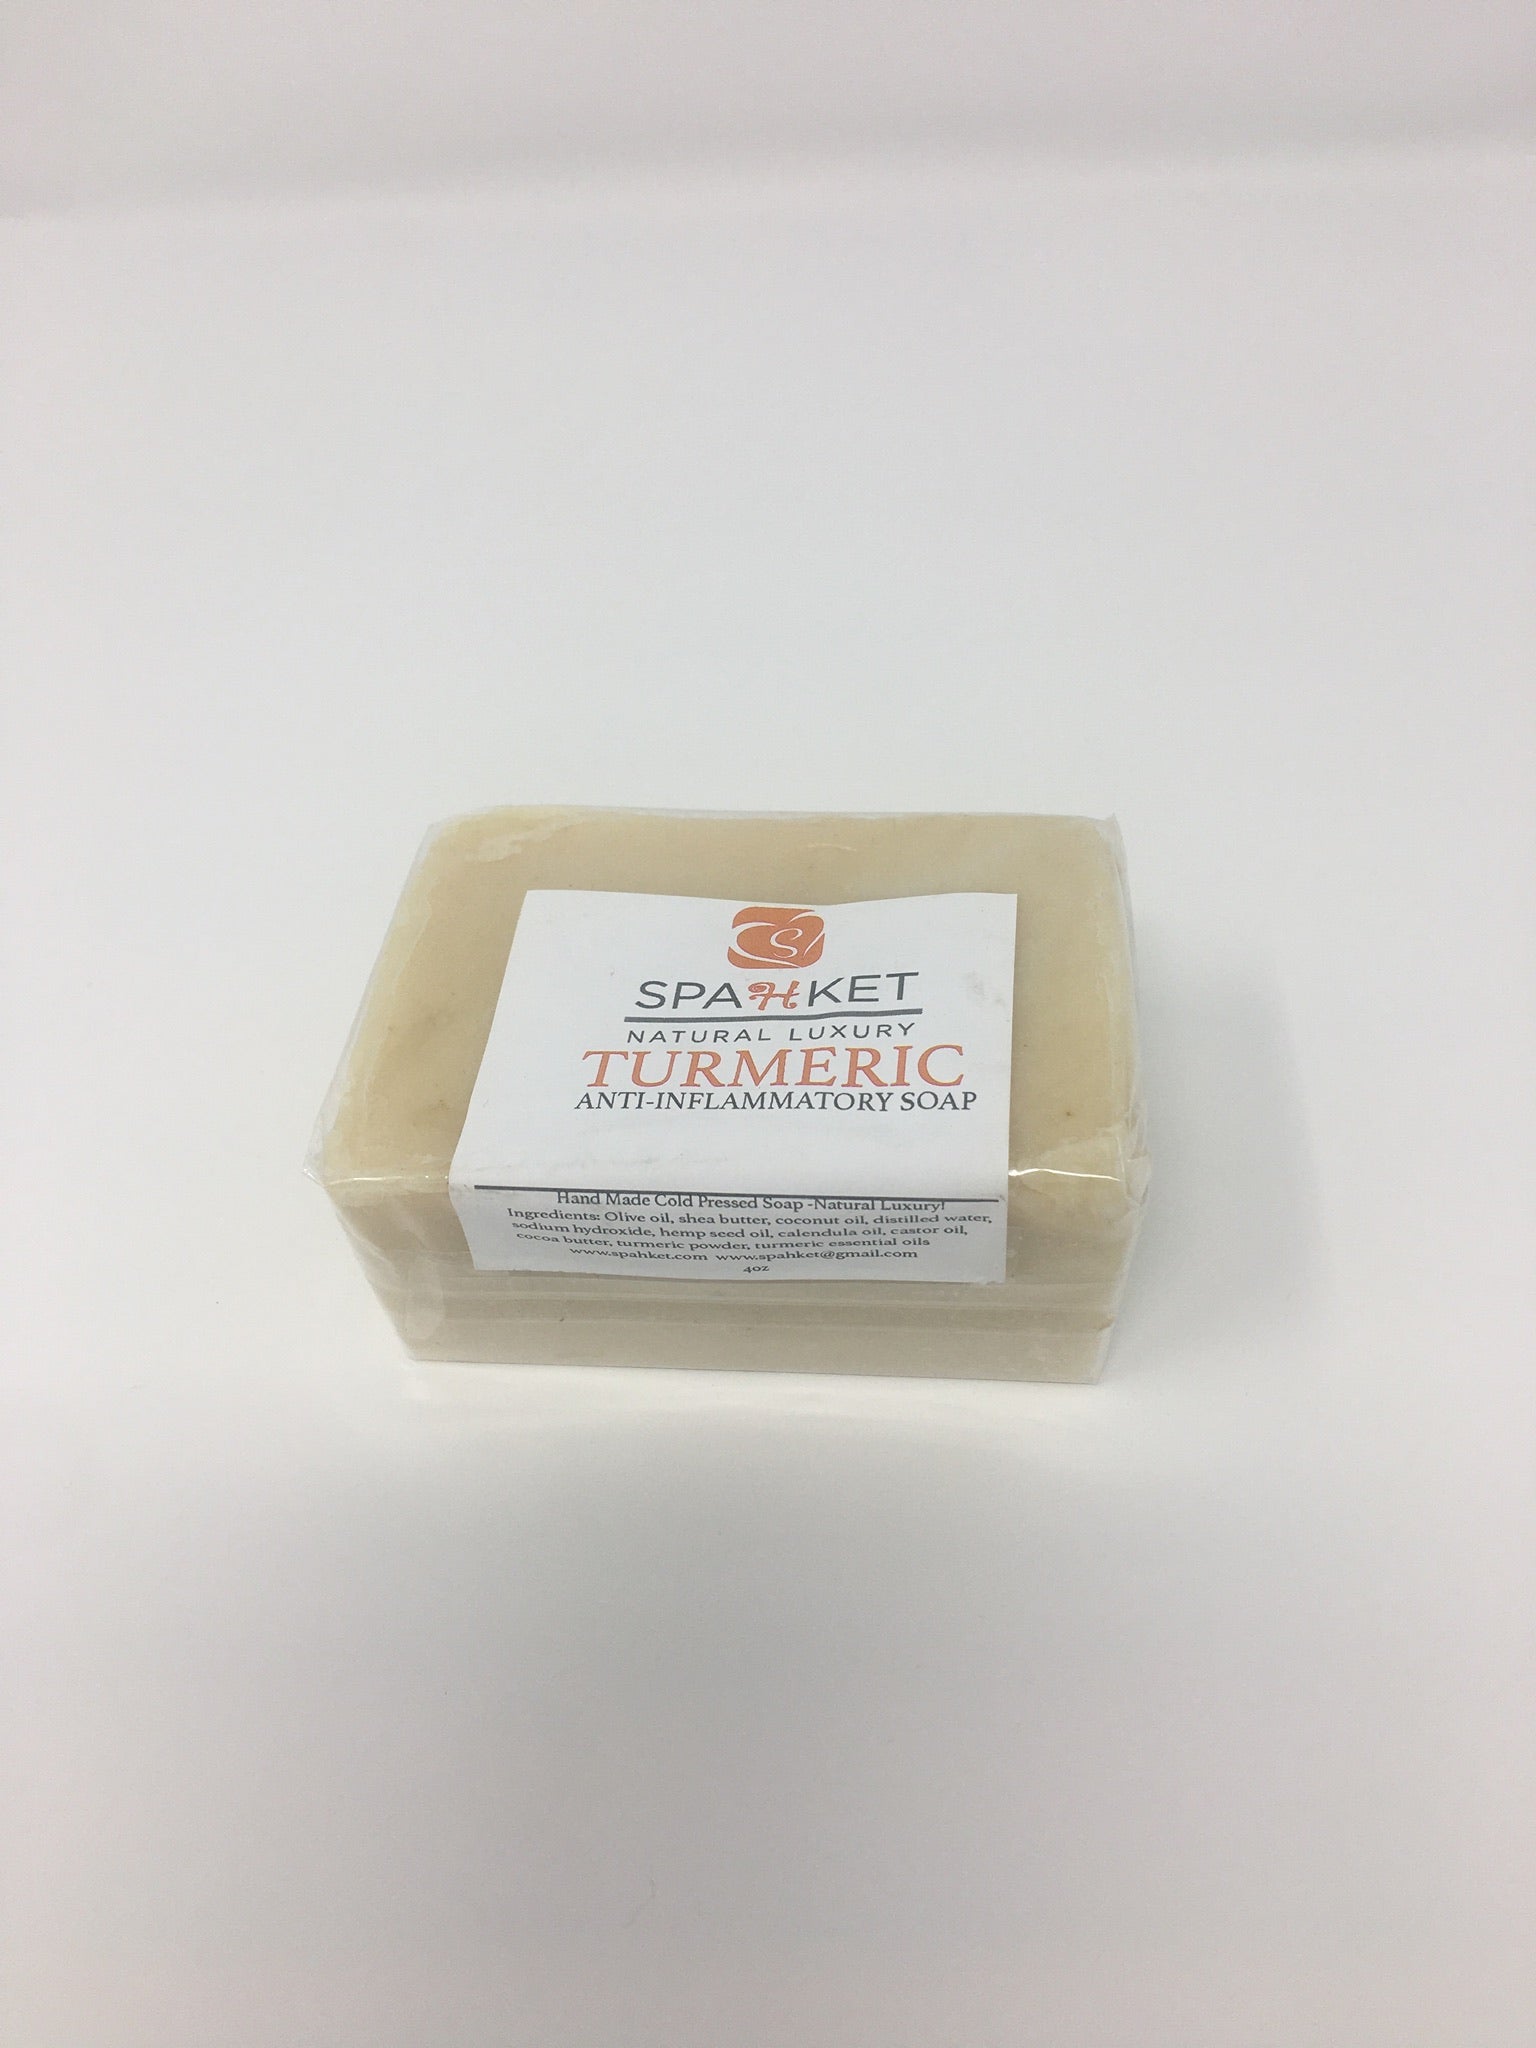 S
SPAHKET
NATURAL LUXURY
TURMERIC
ANTI-INFLAMMATORY SOAP
Hand Made Cold Pressed Soap -Natural Luxury!
Ingredients: Olive oil, shea butter, coconut oil, distilled water,
sodium hydroxide, hemp seed oil, calendula oil, castor oil,
cocoa butter, turmeric powder, turmeric essential oils
www.spahket.com www.spahket@gmail.com
4oz